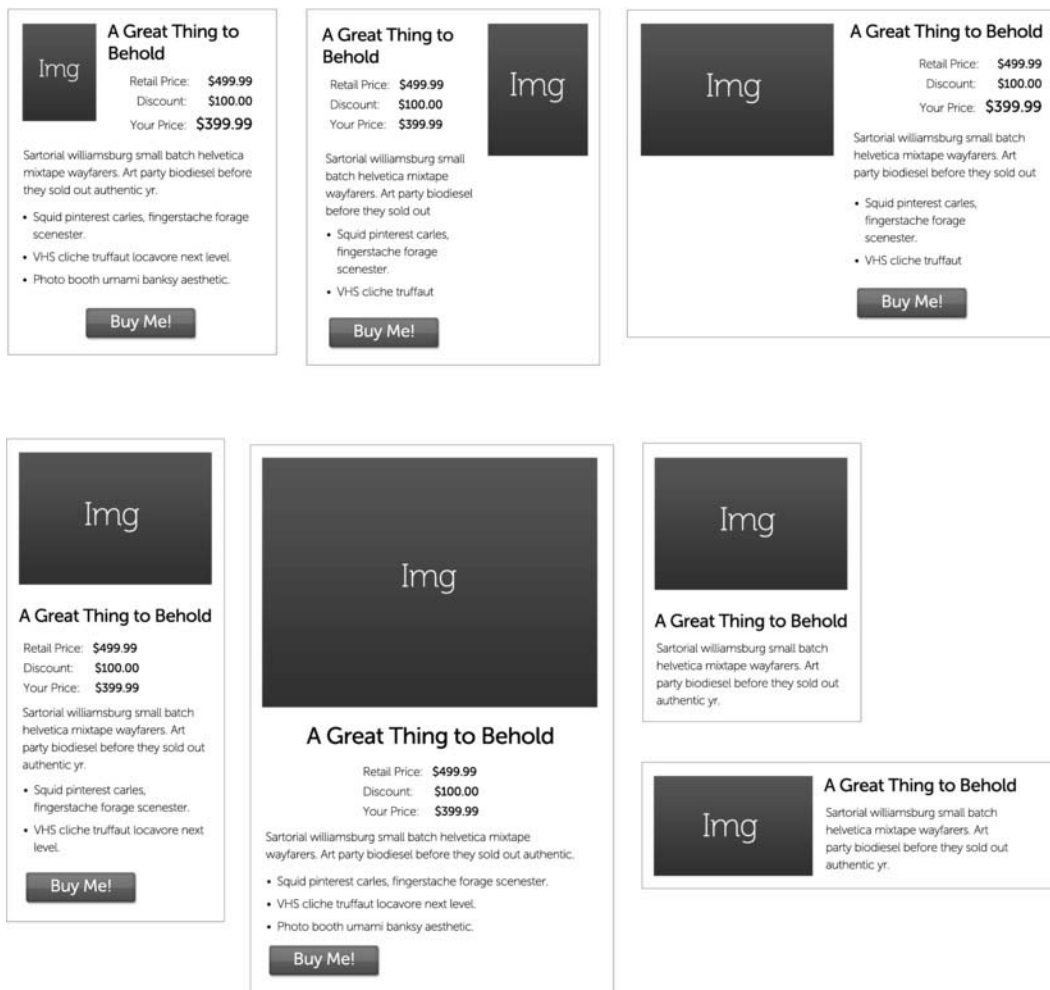 Img
A Great Thing to
Behold
Retail Price: $499.99
Discount: $100.00
Your Price: $399.99
Sartorial williamsburg small batch helvetica
mixtape wayfarers. Art party biodiesel before
they sold out authentic yr.
• Squid pinterest carles, fingerstache forage
scenester.
• VHS cliche truffaut locavore next level.
• Photo booth umami banksy aesthetic.
Buy Me!
A Great Thing to
Behold
Retail Price: $499.99
Discount: $100.00
Your Price: $399.99
Img
Sartorial williamsburg small
batch helvetica mixtape
wayfarers. Art party biodiesel
before they sold out
• Squid pinterest carles,
fingerstache forage
scenester.
• VHS cliche truffaut
Buy Me!
Img
A Great Thing to Behold
Retail Price: $499.99
Discount: $100.00
Your Price: $399.99
Sartorial williamsburg small batch
helvetica mixtape wayfarers. Art
party biodiesel before they sold out
• Squid pinterest carles,
fingerstache forage
scenester.
• VHS cliche truffaut
Buy Me!
Img
A Great Thing to Behold
Retail Price: $499.99
Discount: $100.00
Your Price: $399.99
Sartorial williamsburg small batch
helvetica mixtape wayfarers. Art
party biodiesel before they sold out
authentic yr.
• Squid pinterest carles,
fingerstache forage scenester.
• VHS cliche truffaut locavore next
level.
Buy Me!
Img
A Great Thing to Behold
Retail Price: $499.99
Discount: $100.00
Your Price: $399.99
Sartorial williamsburg small batch helvetica mixtape
wayfarers. Art party biodiesel before they sold out authentic.
• Squid pinterest carles, fingerstache forage scenester.
• VHS cliche truffaut locavore next level.
• Photo booth umami banksy aesthetic.
Buy Me!
Img
A Great Thing to Behold
Sartorial williamsburg small batch
helvetica mixtape wayfarers. Art
party biodiesel before they sold out
authentic yr.
Img
A Great Thing to Behold
Sartorial williamsburg small batch
helvetica mixtape wayfarers. Art
party biodiesel before they sold out
authentic yr.